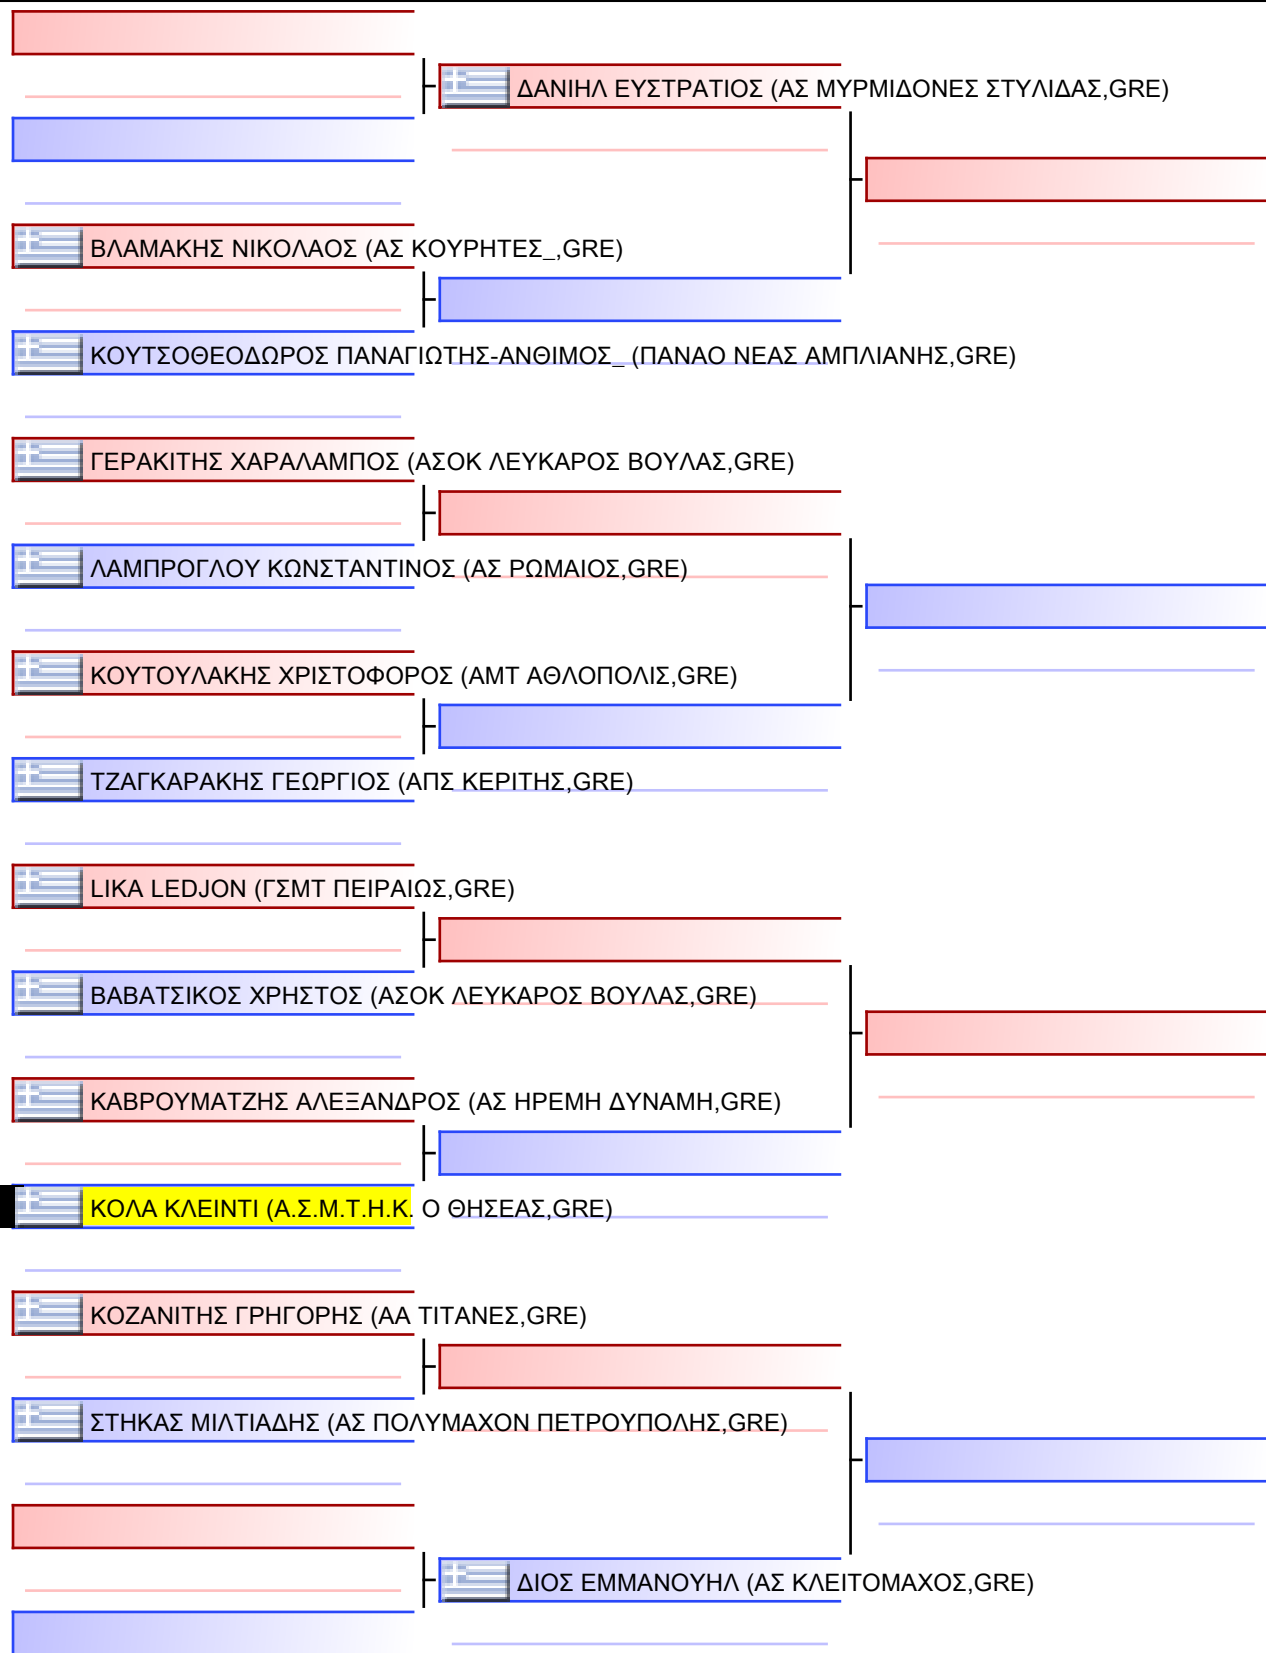 ΔΑΝΙΗΛ ΕΥΣΤΡΑΤΙΟΣ (ΑΣ ΜΥΡΜΙΔΟΝΕΣ ΣΤΥΛΙΔΑΣ,GRE)
ΒΛΑΜΑΚΗΣ ΝΙΚΟΛΑΟΣ (ΑΣ ΚΟΥΡΗΤΕΣ_,GRE)
ΚΟΥΤΣΟΘΕΟΔΩΡΟΣ ΠΑΝΑΓΙΩΤΗΣ-ΑΝΘΙΜΟΣ_ (ΠΑΝΑΟ ΝΕΑΣ ΑΜΠΛΙΑΝΗΣ,GRE)
ΓΕΡΑΚΙΤΗΣ ΧΑΡΑΛΑΜΠΟΣ (ΑΣΟΚ ΛΕΥΚΑΡΟΣ ΒΟΥΛΑΣ,GRE)
ΛΑΜΠΡΟΓΛΟΥ ΚΩΝΣΤΑΝΤΙΝΟΣ (ΑΣ ΡΩΜΑΙΟΣ,GRE)
ΚΟΥΤΟΥΛΑΚΗΣ ΧΡΙΣΤΟΦΟΡΟΣ (ΑΜΤ ΑΘΛΟΠΟΛΙΣ,GRE)
ΤΖΑΓΚΑΡΑΚΗΣ ΓΕΩΡΓΙΟΣ (ΑΠΣ ΚΕΡΙΤΗΣ,GRE)
LIKA LEDJON (ΓΣΜΤ ΠΕΙΡΑΙΩΣ,GRE)
ΒΑΒΑΤΣΙΚΟΣ ΧΡΗΣΤΟΣ (ΑΣΟΚ ΛΕΥΚΑΡΟΣ ΒΟΥΛΑΣ,GRE)
ΚΑΒΡΟΥΜΑΤΖΗΣ ΑΛΕΞΑΝΔΡΟΣ (ΑΣ ΗΡΕΜΗ ΔΥΝΑΜΗ,GRE)
ΚΟΛΑ ΚΛΕΙΝΤΙ (Α.Σ.Μ.Τ.Η.Κ. Ο ΘΗΣΕΑΣ,GRE)
ΚΟΖΑΝΙΤΗΣ ΓΡΗΓΟΡΗΣ (ΑΑ ΤΙΤΑΝΕΣ,GRE)
ΣΤΗΚΑΣ ΜΙΛΤΙΑΔΗΣ (ΑΣ ΠΟΛΥΜΑΧΟΝ ΠΕΤΡΟΥΠΟΛΗΣ,GRE)
ΔΙΟΣ ΕΜΜΑΝΟΥΗΛ (ΑΣ ΚΛΕΙΤΟΜΑΧΟΣ,GRE)